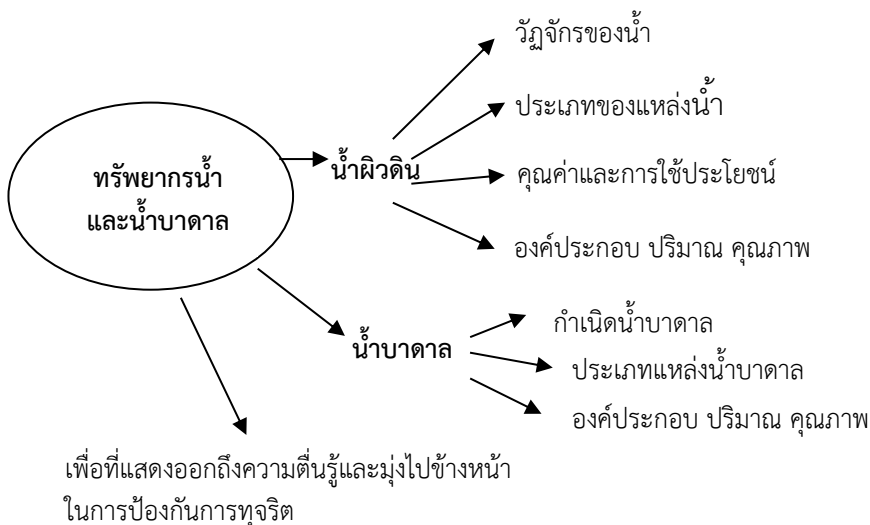 วัฏจักรของน้ำ
ประเภทของแหล่งน้ำ
ทรัพยากรน้ำ
และน้ำบาดาล
น้ำผิวดิน
คุณค่าและการใช้ประโยชน์
องค์ประกอบ ปริมาณ คุณภาพ
กำเนิดน้ำบาดาล
น้ำบาดาล
ประเภทแหล่งน้ำบาดาล
องค์ประกอบ ปริมาณ คุณภาพ
เพื่อที่แสดงออกถึงความตื่นรู้และมุ่งไปข้างหน้า
ในการป้องกันการทุจริต